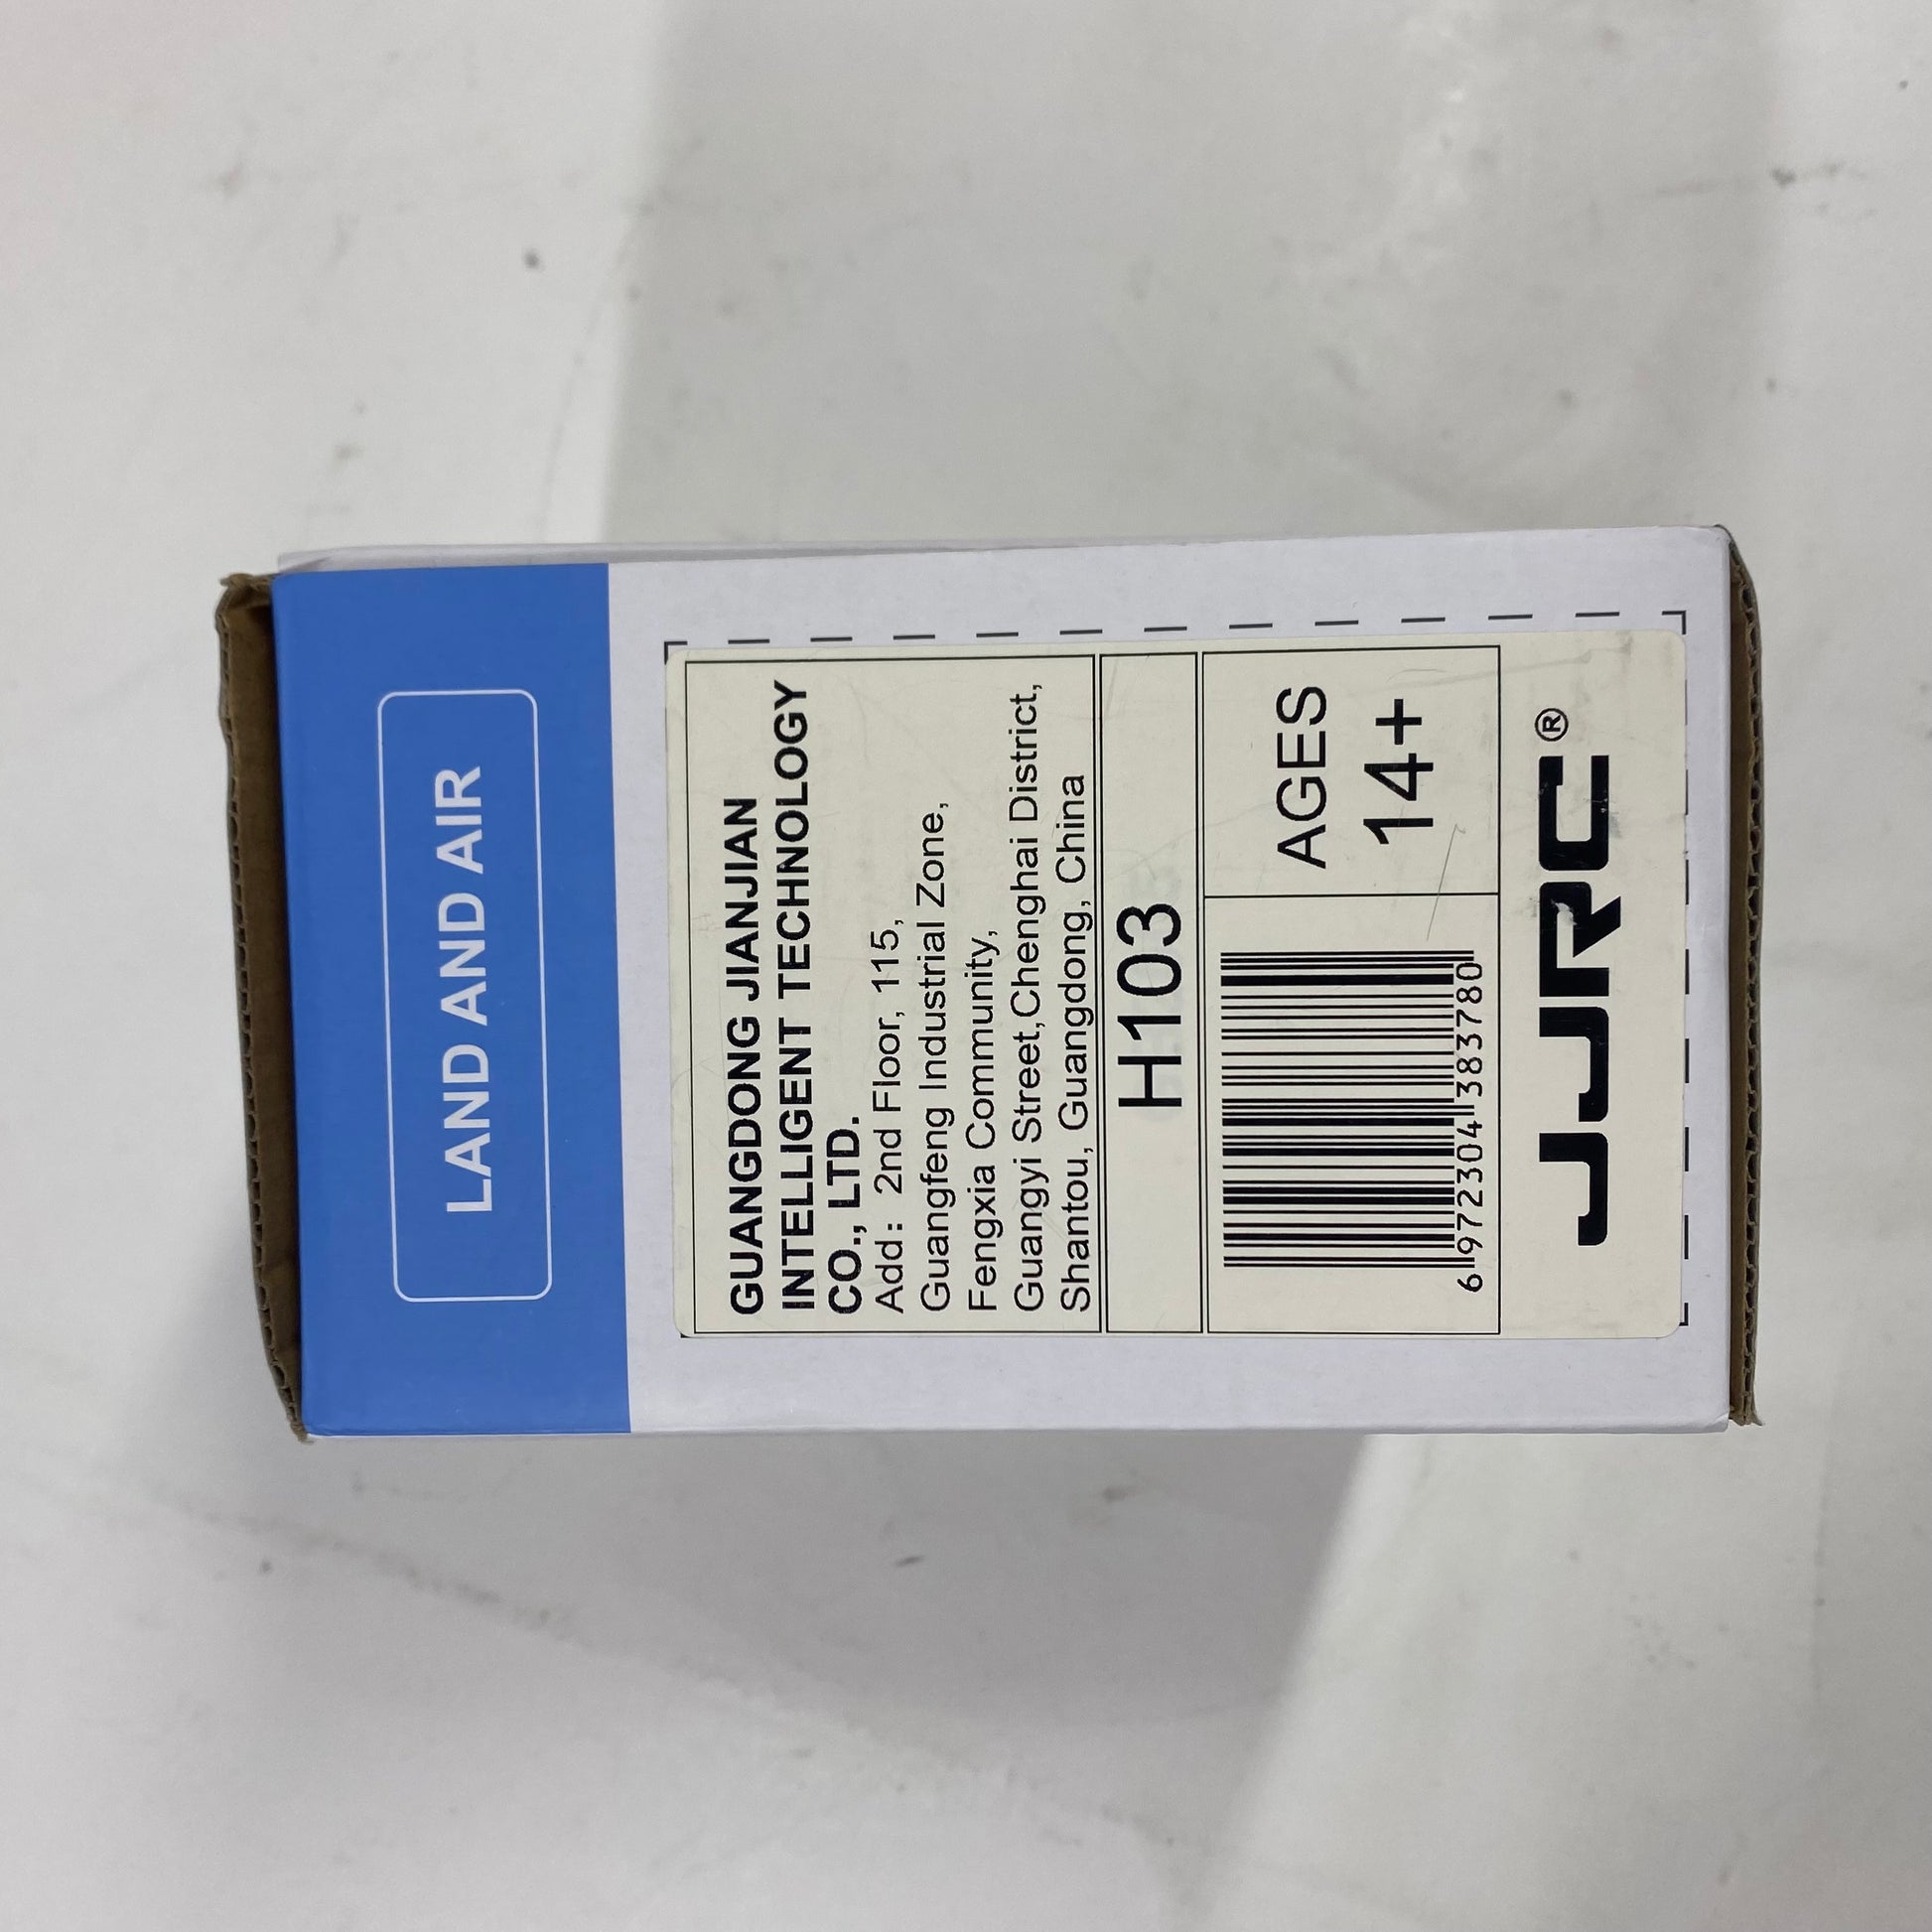 LAND AND AIR
GUANGDONG JIANJIAN
INTELLIGENT TECHNOLOGY
CO., LTD.
Add: 2nd Floor, 115,
Guangfeng Industrial Zone,
Fengxia Community,
Guangyi Street,Chenghai District,
Shantou, Guangdong, China
H103
AGES
14+
6 972304 383780
JJRC®